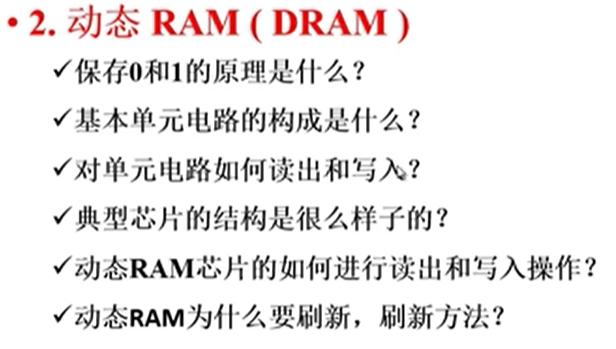 • 2. 动态 RAM ( DRAM )
✓保存0和1的原理是什么？
✓基本单元电路的构成是什么？
✓对单元电路如何读出和写入？
✓典型芯片的结构是很么样子的？
✓动态RAM芯片的如何进行读出和写入操作？
✓动态RAM为什么要刷新，刷新方法？